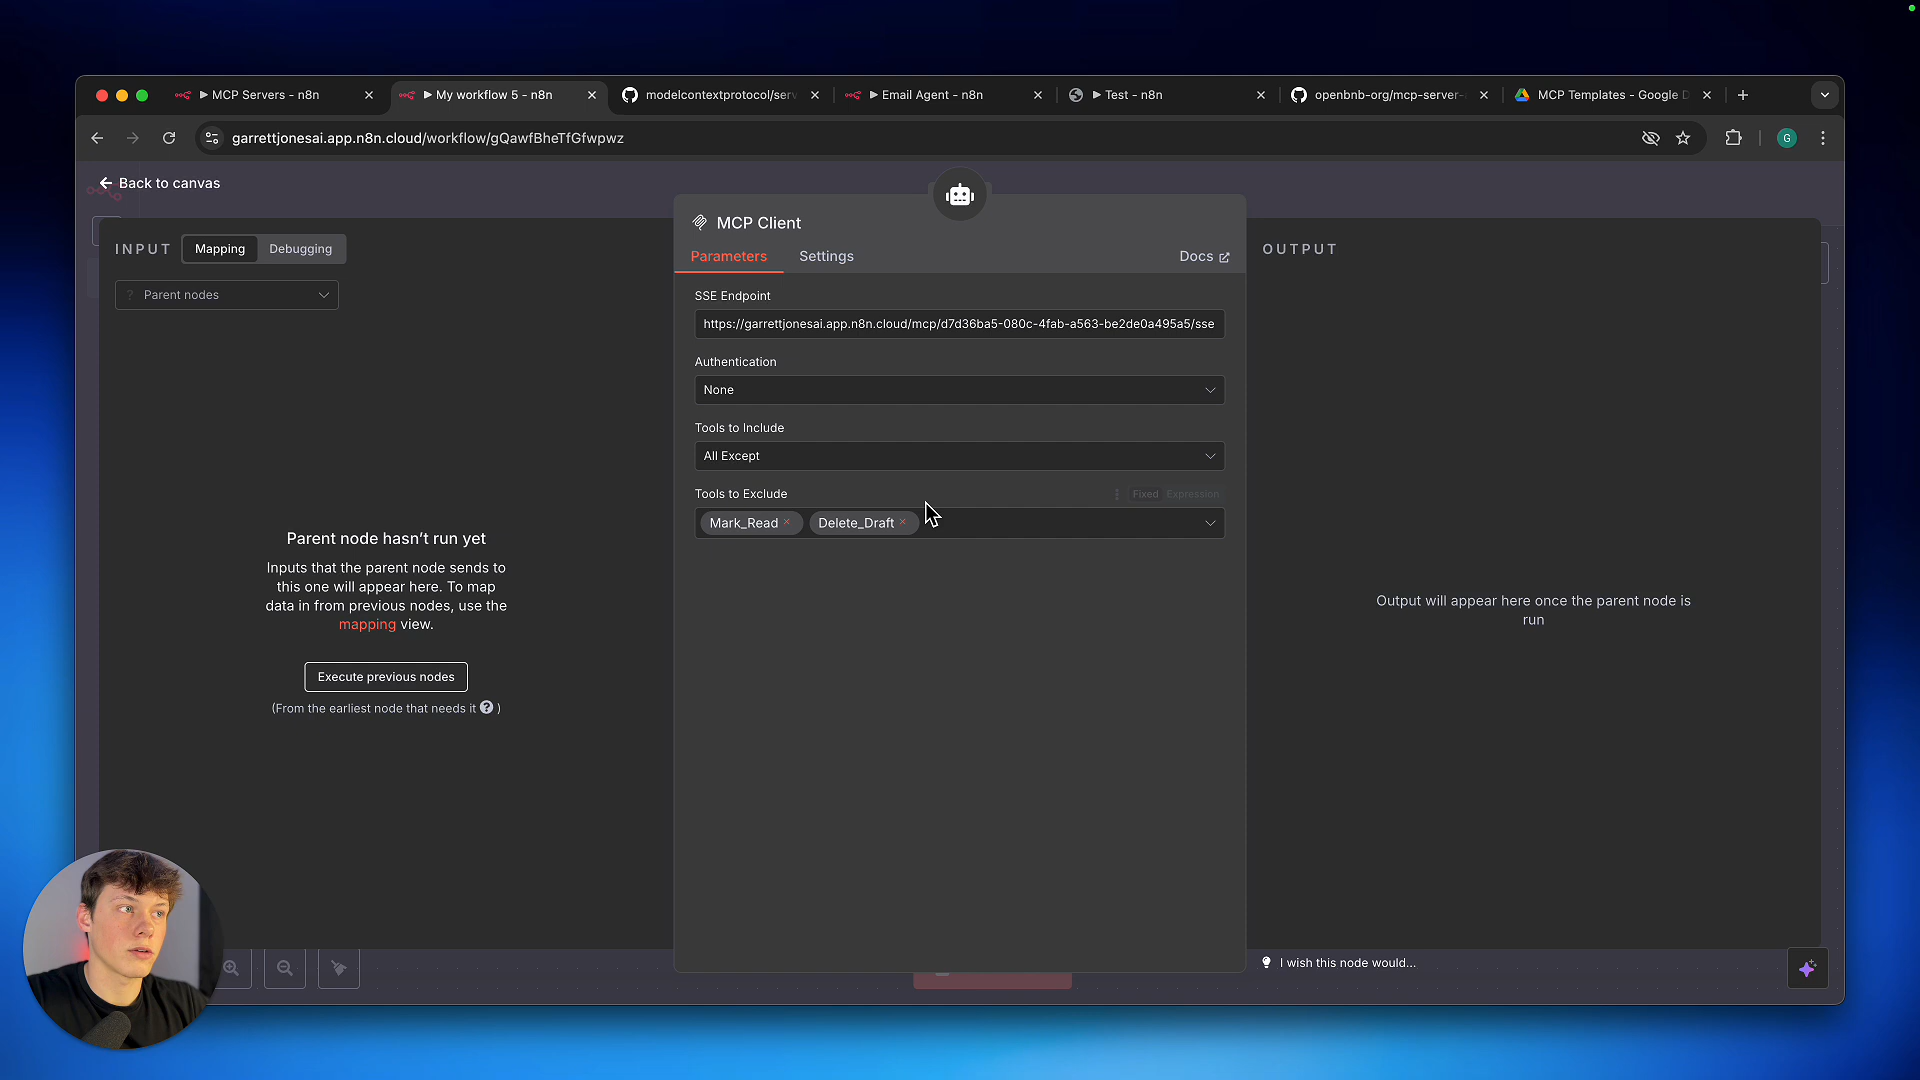 MCP Servers - n8n
My workflow 5 - n8n
modelcontextprotocol/serv
Email Agent - n8n
Test - n8n
openbnb-org/mcp-server-
MCP Templates - Google D
garrettjonesai.app.n8n.cloud/workflow/gQawfBheTfGfwpwz
G
Back to canvas
INPUT
Mapping
Debugging
? Parent nodes
Parent node hasn't run yet
Inputs that the parent node sends to
this one will appear here. To map
data in from previous nodes, use the
mapping view.
Execute previous nodes
(From the earliest node that needs it ? )
MCP Client
Parameters
Settings
Docs
SSE Endpoint
https://garrettjonesai.app.n8n.cloud/mcp/d7d36ba5-080c-4fab-a563-be2de0a495a5/sse
Authentication
None
Tools to Include
All Except
Tools to Exclude
Fixed
Expression
Mark_Read
Delete_Draft
OUTPUT
Output will appear here once the parent node is
run
I wish this node would...